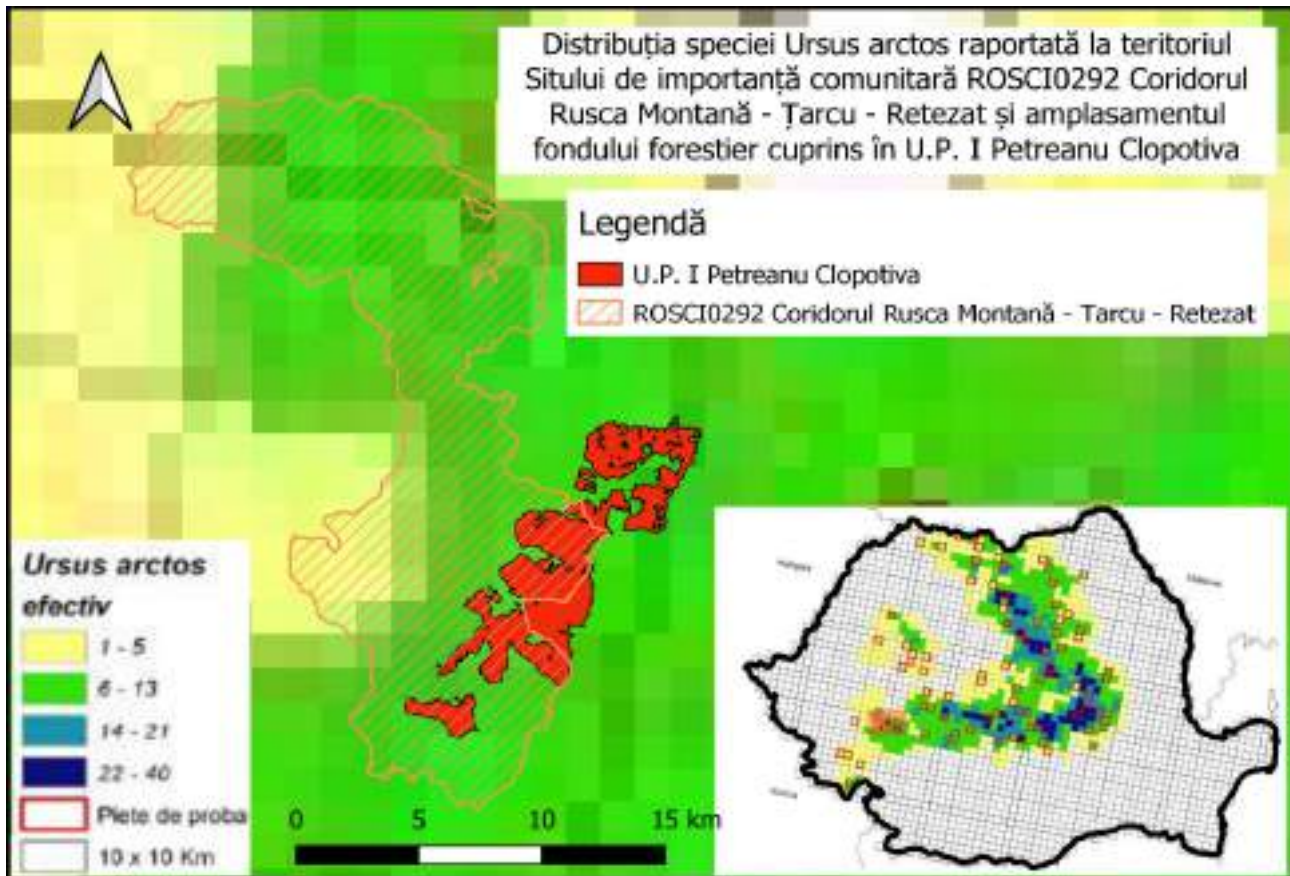 Distribuția speciei Ursus arctos raportată la teritoriul
Sitului de importanță comunitară ROSCI0292 Coridorul
Rusca Montană - Țarcu - Retezat și amplasamentul
fondului forestier cuprins în U.P. I Petreanu Clopotiva
Legendă
U.P. I Petreanu Clopotiva
ROSCI0292 Coridorul Rusca Montană - Tarcu - Retezat
Ursus arctos
efectiv
1 - 5
6 - 13
14 - 21
22 - 40
Piete de proba
10 x 10 Km
0 5 10 15 km